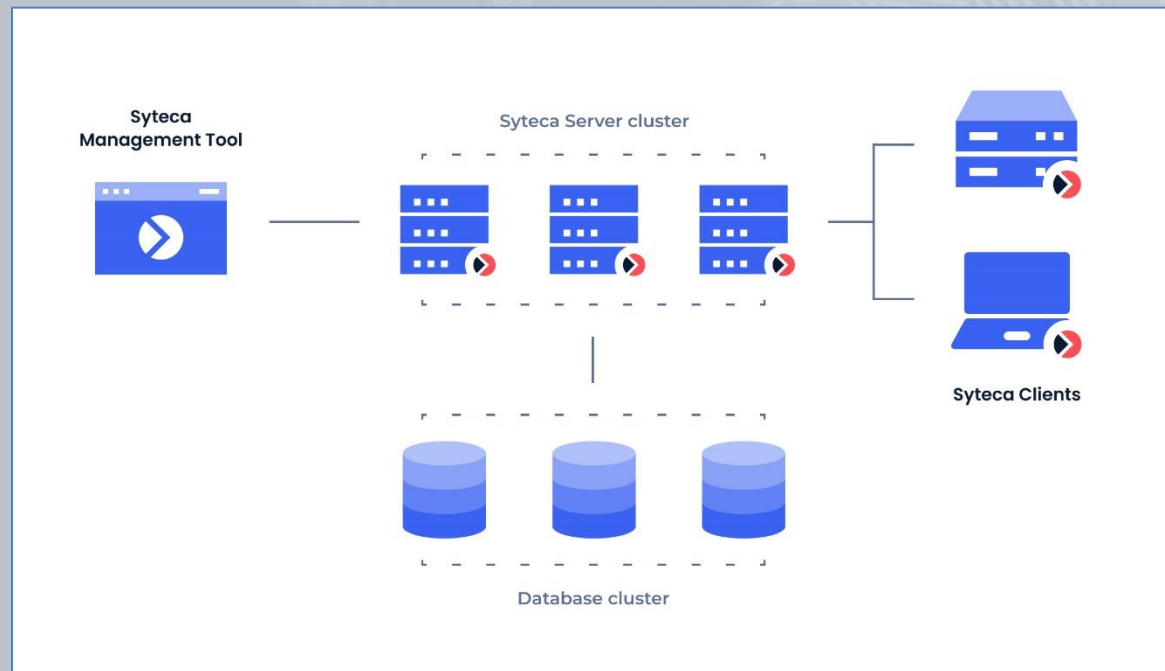 Syteca
Management Tool
Syteca Server cluster
Syteca Clients
Database cluster